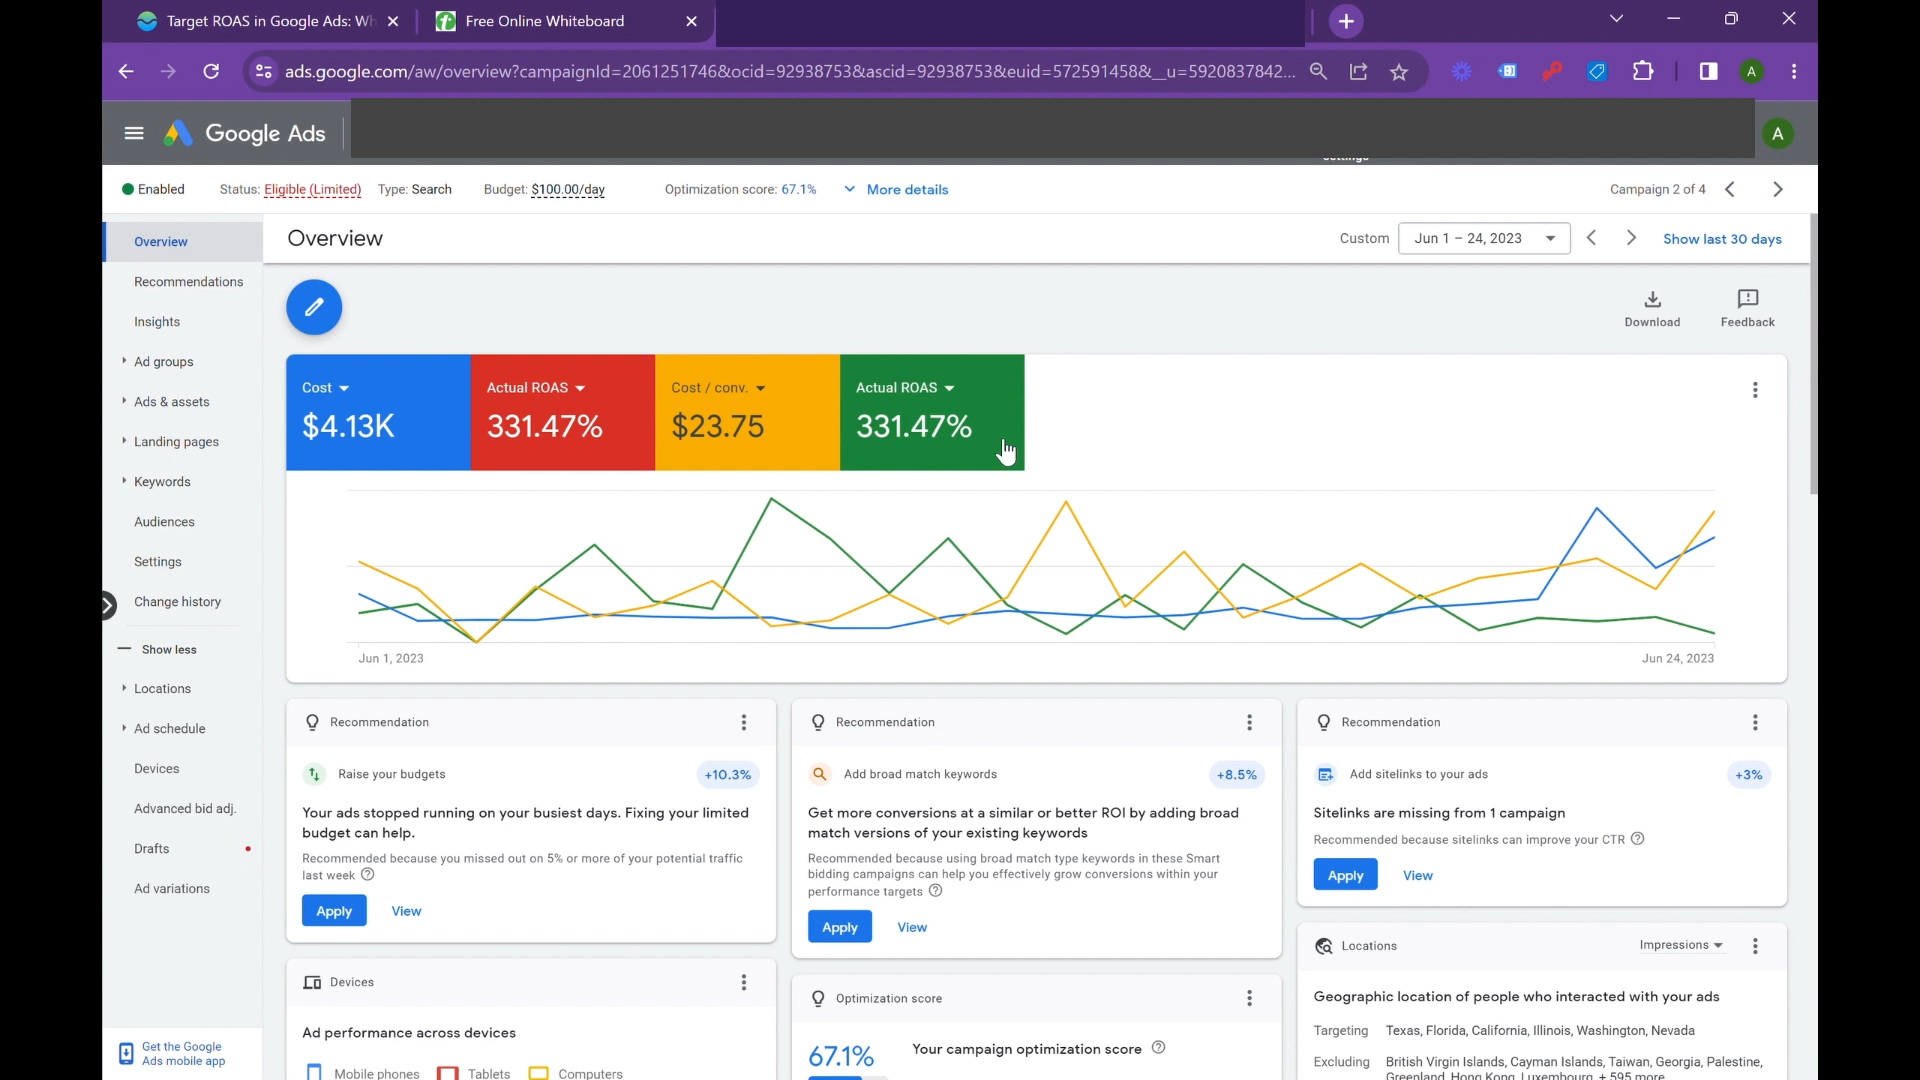 Target ROAS in Google Ads: Wh
Free Online Whiteboard
ads.google.com/aw/overview?campaignId=2061251746&ocid=92938753&ascid=92938753&euid=572591458&__u=5920837842...
A
Google Ads
A
Enabled
Status: Eligible (Limited)
Type: Search
Budget: $100.00/day
Optimization score: 67.1%
More details
Campaign 2 of 4
Overview
Recommendations
Insights
Ad groups
Ads & assets
Landing pages
Keywords
Audiences
Settings
Change history
Show less
Locations
Ad schedule
Devices
Advanced bid adj.
Drafts
Ad variations
Get the Google
Ads mobile app
Overview
Custom
Jun 1 – 24, 2023
Show last 30 days
Download
Feedback
Cost
$4.13K
Actual ROAS
331.47%
Cost / conv.
$23.75
Actual ROAS
331.47%
Jun 1, 2023
Jun 24, 2023
Recommendation
Raise your budgets
+10.3%
Your ads stopped running on your busiest days. Fixing your limited
budget can help.
Recommended because you missed out on 5% or more of your potential traffic
last week
Apply
View
Recommendation
Add broad match keywords
+8.5%
Get more conversions at a similar or better ROI by adding broad
match versions of your existing keywords
Recommended because using broad match type keywords in these Smart
bidding campaigns can help you effectively grow conversions within your
performance targets
Apply
View
Recommendation
Add sitelinks to your ads
+3%
Sitelinks are missing from 1 campaign
Recommended because sitelinks can improve your CTR
Apply
View
Devices
Ad performance across devices
Mobile phones
Tablets
Computers
Optimization score
67.1%
Your campaign optimization score
Locations
Impressions
Geographic location of people who interacted with your ads
Targeting
Texas, Florida, California, Illinois, Washington, Nevada
Excluding
British Virgin Islands, Cayman Islands, Taiwan, Georgia, Palestine,
Greenland, Hong Kong, Luxembourg, + 595 more